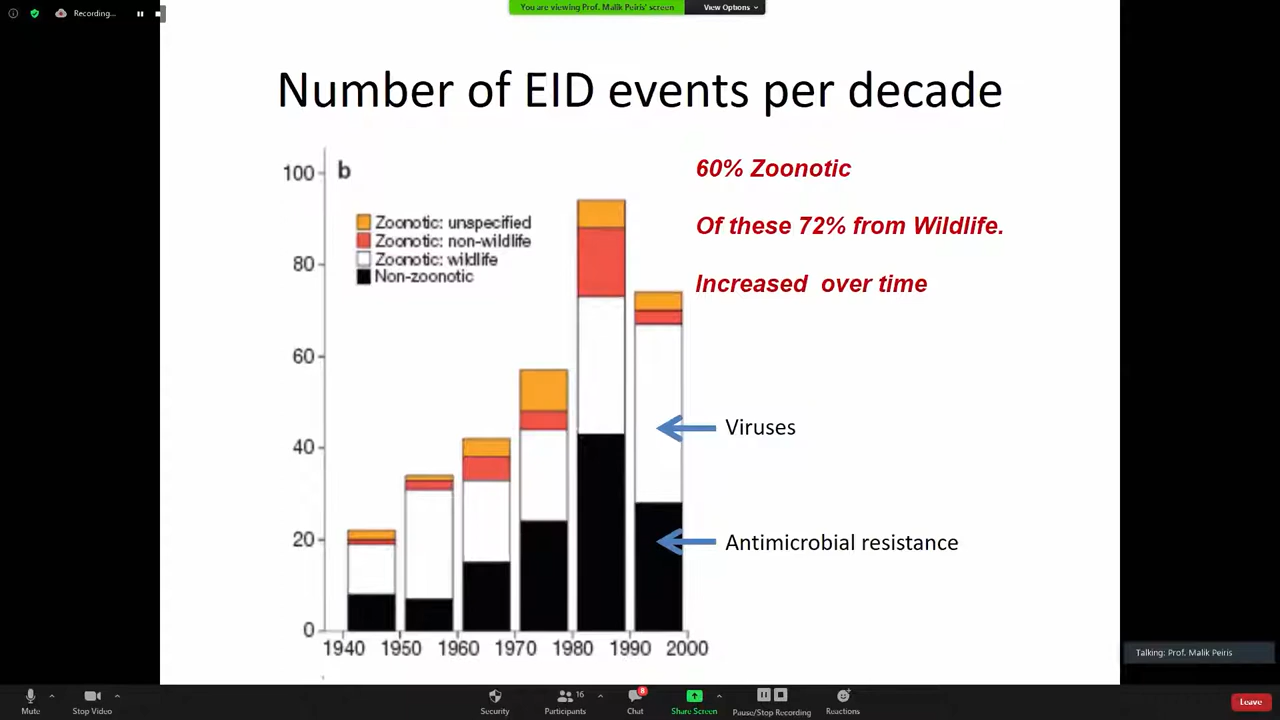 Recording...
You are viewing Prof. Malik Peiris' screen
View Options
Number of EID events per decade
b
100
80
60
40
20
0
Zoonotic: unspecified
Zoonotic: non-wildlife
Zoonotic: wildlife
Non-zoonotic
1940 1950 1960 1970 1980 1990 2000
60% Zoonotic
Of these 72% from Wildlife.
Increased over time
Viruses
Antimicrobial resistance
Talking: Prof. Malik Peiris
Mute
Stop Video
Security
16
Participants
8
Chat
Share Screen
Pause/Stop Recording
Reactions
Leave